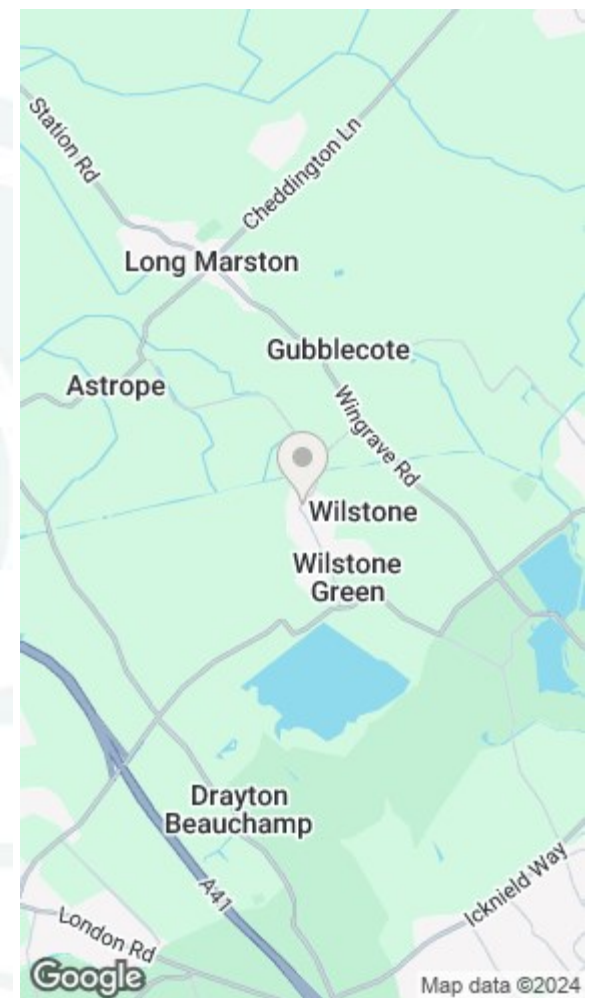 Station Rd
Cheddington Ln
Long Marston
Gubblecote
Astrope
Wingrave Rd
Wilstone
Wilstone
Green
Drayton
Beauchamp
A41
Icknield Way
London Rd
Google
Map data ©2024